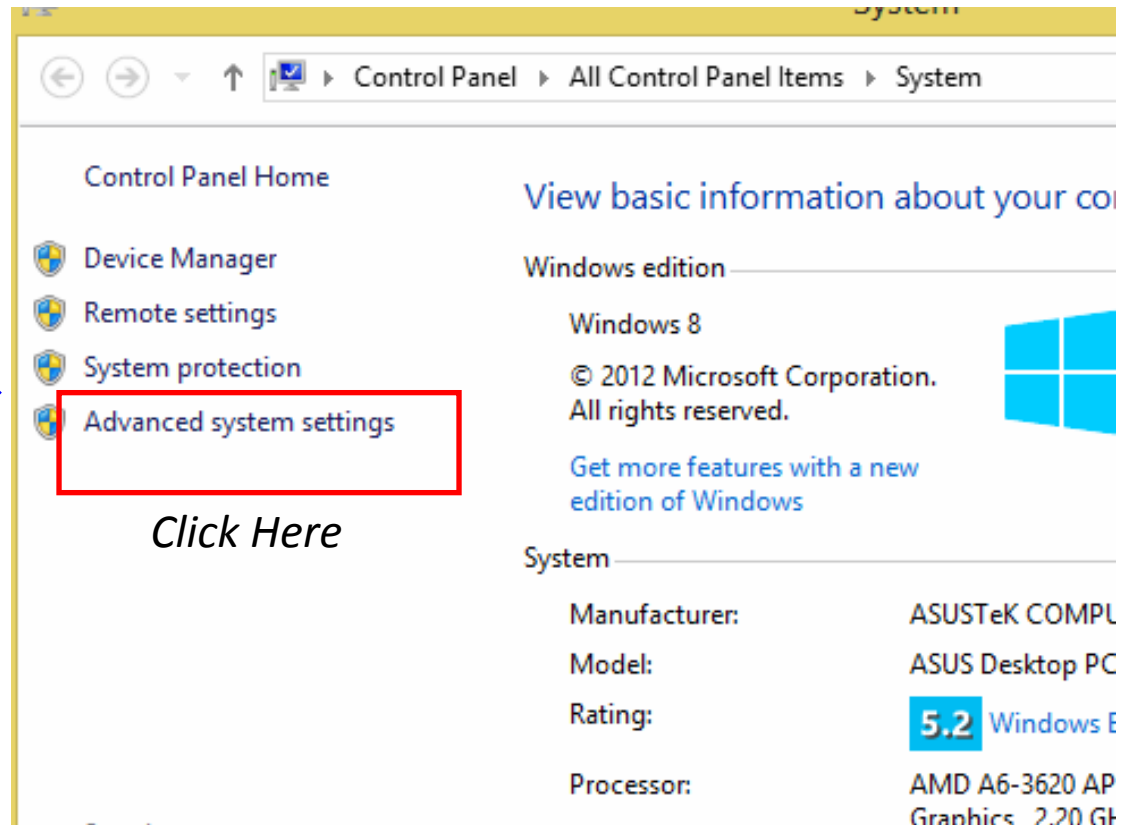 System
Control Panel ▸ All Control Panel Items ▸ System
Control Panel Home
Device Manager
Remote settings
System protection
Advanced system settings
Click Here
View basic information about your
Windows edition
Windows 8
© 2012 Microsoft Corporation.
All rights reserved.
Get more features with a new
edition of Windows
System
Manufacturer: ASUSTeK COMPU
Model: ASUS Desktop PC
Rating: 5.2 Windows E
Processor: AMD A6-3620 AP
Graphics 2.20 GH